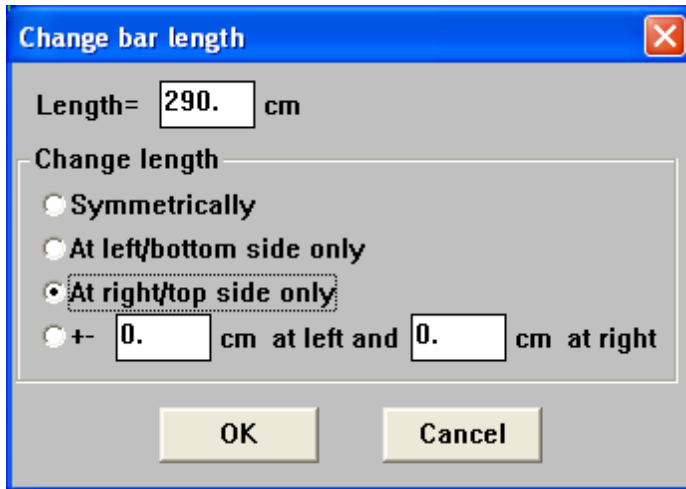 Change bar length
Length= 290. cm
Change length
Symmetrically
At left/bottom side only
At right/top side only
+- 0. cm at left and 0. cm at right
OK Cancel